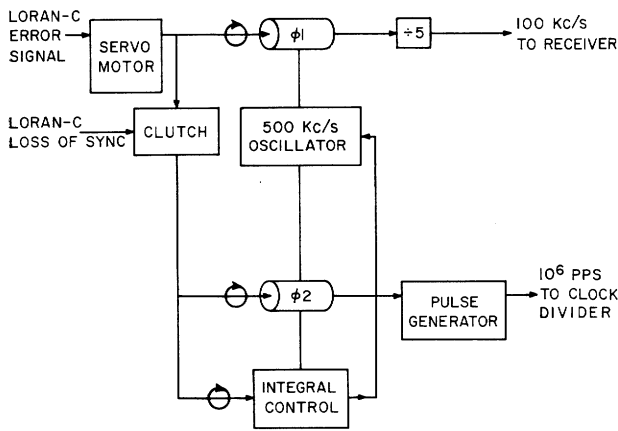 LORAN-C
ERROR
SIGNAL
SERVO
MOTOR
ϕ1
÷5
100 Kc/s
TO RECEIVER
LORAN-C
LOSS OF SYNC
CLUTCH
500 Kc/s
OSCILLATOR
ϕ2
PULSE
GENERATOR
10⁶ PPS
TO CLOCK
DIVIDER
INTEGRAL
CONTROL